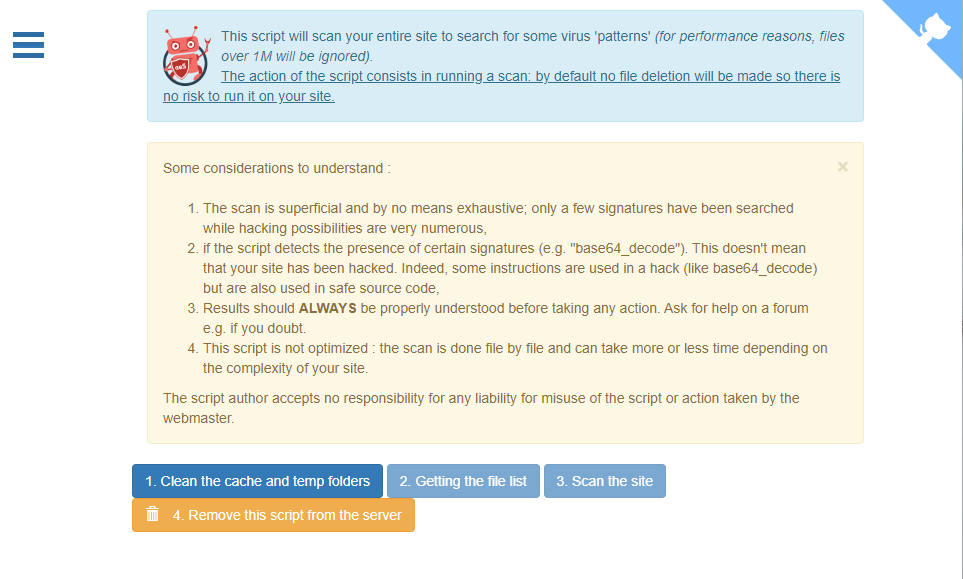 This script will scan your entire site to search for some virus 'patterns' (for performance reasons, files
over 1M will be ignored).
The action of the script consists in running a scan: by default no file deletion will be made so there is
no risk to run it on your site.
Some considerations to understand :
×
1. The scan is superficial and by no means exhaustive; only a few signatures have been searched
while hacking possibilities are very numerous,
2. if the script detects the presence of certain signatures (e.g. "base64_decode"). This doesn't mean
that your site has been hacked. Indeed, some instructions are used in a hack (like base64_decode)
but are also used in safe source code,
3. Results should ALWAYS be properly understood before taking any action. Ask for help on a forum
e.g. if you doubt.
4. This script is not optimized : the scan is done file by file and can take more or less time depending on
the complexity of your site.
The script author accepts no responsibility for any liability for misuse of the script or action taken by the
webmaster.
1. Clean the cache and temp folders
2. Getting the file list
3. Scan the site
4. Remove this script from the server